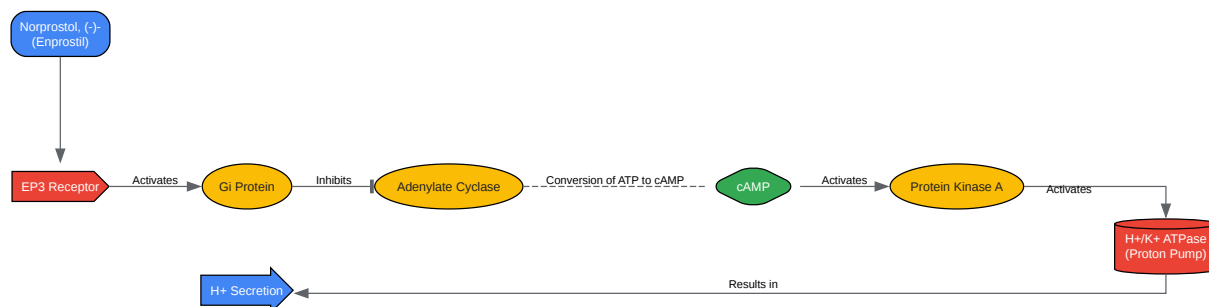 Norprostol, (-)-
(Enprostil)
EP3 Receptor
Activates
Gi Protein
Inhibits
Adenylate Cyclase
Conversion of ATP to cAMP
cAMP
Activates
Protein Kinase A
Activates
H+/K+ ATPase
(Proton Pump)
Results in
H+ Secretion